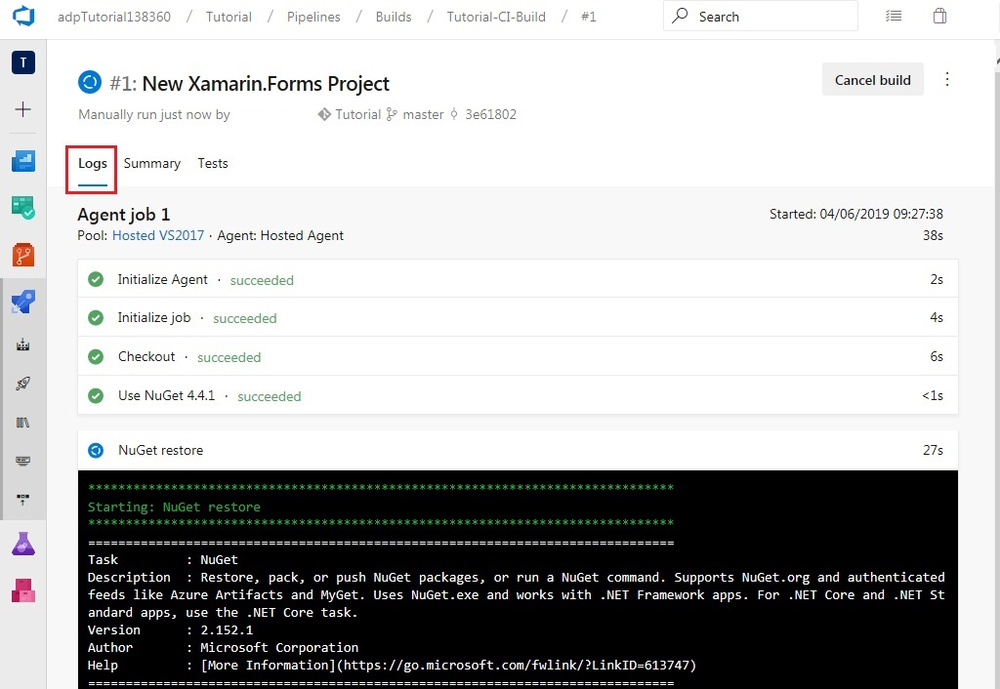 adpTutorial138360 / Tutorial / Pipelines / Builds / Tutorial-CI-Build / #1 Search
T
#1: New Xamarin.Forms Project Cancel build
Manually run just now by Tutorial master 3e61802
Logs Summary Tests
Agent job 1 Started: 04/06/2019 09:27:38
Pool: Hosted VS2017 · Agent: Hosted Agent 38s
Initialize Agent · succeeded 2s
Initialize job · succeeded 4s
Checkout · succeeded 6s
Use NuGet 4.4.1 · succeeded <1s
NuGet restore 27s
******************************************************************************
Starting: NuGet restore
******************************************************************************
==============================================================================
Task : NuGet
Description : Restore, pack, or push NuGet packages, or run a NuGet command. Supports NuGet.org and authenticated
feeds like Azure Artifacts and MyGet. Uses NuGet.exe and works with .NET Framework apps. For .NET Core and .NET St
andard apps, use the .NET Core task.
Version : 2.152.1
Author : Microsoft Corporation
Help : [More Information](https://go.microsoft.com/fwlink/?LinkID=613747)
==============================================================================